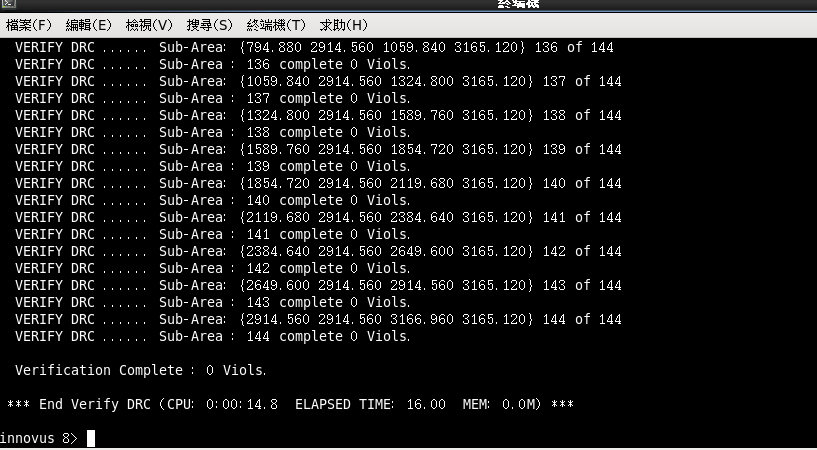 終端機
檔案(F) 編輯(E) 檢視(V) 搜尋(S) 終端機(T) 求助(H)
VERIFY DRC ...... Sub-Area: {794.880 2914.560 1059.840 3165.120} 136 of 144
VERIFY DRC ...... Sub-Area : 136 complete 0 Viols.
VERIFY DRC ...... Sub-Area: {1059.840 2914.560 1324.800 3165.120} 137 of 144
VERIFY DRC ...... Sub-Area : 137 complete 0 Viols.
VERIFY DRC ...... Sub-Area: {1324.800 2914.560 1589.760 3165.120} 138 of 144
VERIFY DRC ...... Sub-Area : 138 complete 0 Viols.
VERIFY DRC ...... Sub-Area: {1589.760 2914.560 1854.720 3165.120} 139 of 144
VERIFY DRC ...... Sub-Area : 139 complete 0 Viols.
VERIFY DRC ...... Sub-Area: {1854.720 2914.560 2119.680 3165.120} 140 of 144
VERIFY DRC ...... Sub-Area : 140 complete 0 Viols.
VERIFY DRC ...... Sub-Area: {2119.680 2914.560 2384.640 3165.120} 141 of 144
VERIFY DRC ...... Sub-Area : 141 complete 0 Viols.
VERIFY DRC ...... Sub-Area: {2384.640 2914.560 2649.600 3165.120} 142 of 144
VERIFY DRC ...... Sub-Area : 142 complete 0 Viols.
VERIFY DRC ...... Sub-Area: {2649.600 2914.560 2914.560 3165.120} 143 of 144
VERIFY DRC ...... Sub-Area : 143 complete 0 Viols.
VERIFY DRC ...... Sub-Area: {2914.560 2914.560 3166.960 3165.120} 144 of 144
VERIFY DRC ...... Sub-Area : 144 complete 0 Viols.
Verification Complete : 0 Viols.
*** End Verify DRC (CPU: 0:00:14.8 ELAPSED TIME: 16.00 MEM: 0.0M) ***
innovus 8>